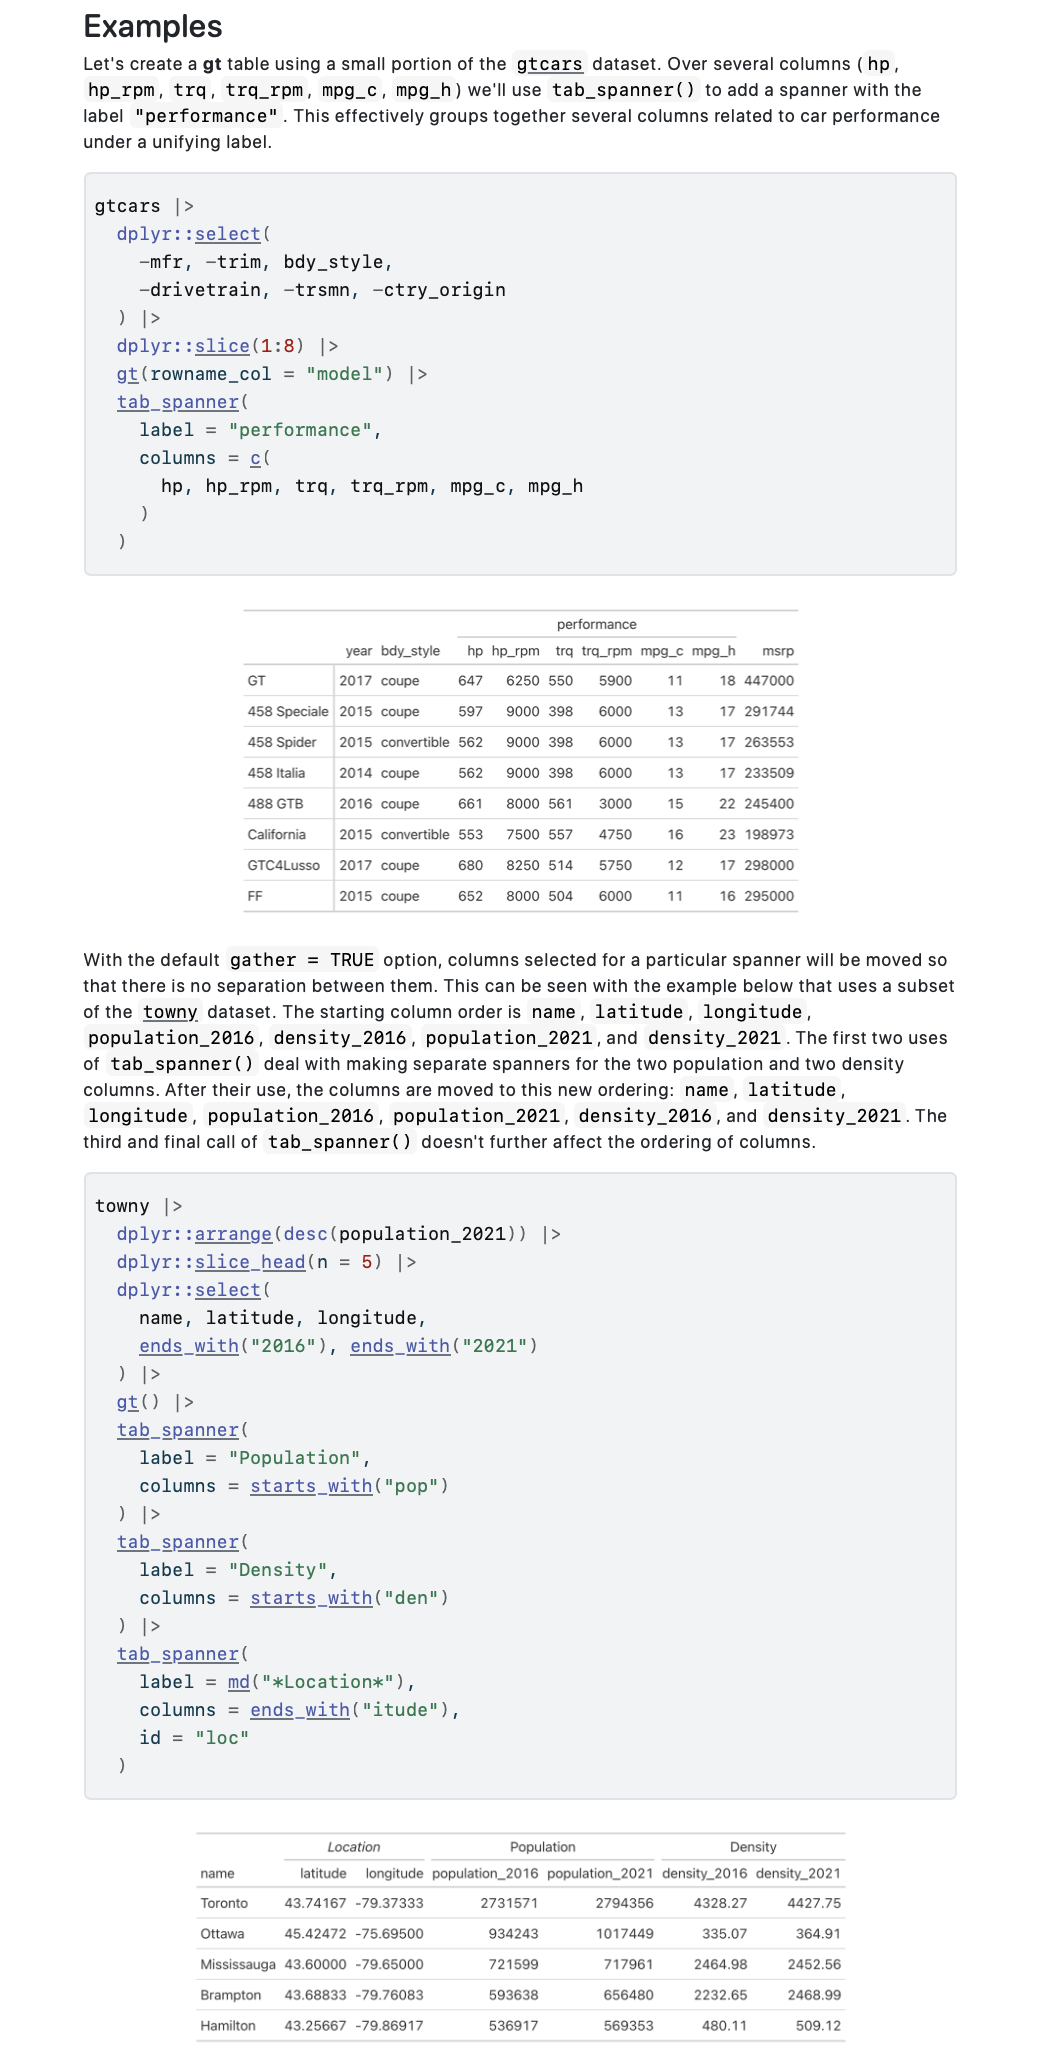 Examples
Let's create a gt table using a small portion of the gtcars dataset. Over several columns (hp,
hp_rpm, trq, trq_rpm, mpg_c, mpg_h) we'll use tab_spanner() to add a spanner with the
label "performance". This effectively groups together several columns related to car performance
under a unifying label.
gtcars |>
  dplyr::select(
    -mfr, -trim, bdy_style,
    -drivetrain, -trsmn, -ctry_origin
  ) |>
  dplyr::slice(1:8) |>
  gt(rowname_col = "model") |>
  tab_spanner(
    label = "performance",
    columns = c(
      hp, hp_rpm, trq, trq_rpm, mpg_c, mpg_h
    )
  )
performance
year bdy_style hp hp_rpm trq trq_rpm mpg_c mpg_h msrp
GT 2017 coupe 647 6250 550 5900 11 18 447000
458 Speciale 2015 coupe 597 9000 398 6000 13 17 291744
458 Spider 2015 convertible 562 9000 398 6000 13 17 263553
458 Italia 2014 coupe 562 9000 398 6000 13 17 233509
488 GTB 2016 coupe 661 8000 561 3000 15 22 245400
California 2015 convertible 553 7500 557 4750 16 23 198973
GTC4Lusso 2017 coupe 680 8250 514 5750 12 17 298000
FF 2015 coupe 652 8000 504 6000 11 16 295000
With the default gather = TRUE option, columns selected for a particular spanner will be moved so
that there is no separation between them. This can be seen with the example below that uses a subset
of the towny dataset. The starting column order is name, latitude, longitude,
population_2016, density_2016, population_2021, and density_2021. The first two uses
of tab_spanner() deal with making separate spanners for the two population and two density
columns. After their use, the columns are moved to this new ordering: name, latitude,
longitude, population_2016, population_2021, density_2016, and density_2021. The
third and final call of tab_spanner() doesn't further affect the ordering of columns.
towny |>
  dplyr::arrange(desc(population_2021)) |>
  dplyr::slice_head(n = 5) |>
  dplyr::select(
    name, latitude, longitude,
    ends_with("2016"), ends_with("2021")
  ) |>
  gt() |>
  tab_spanner(
    label = "Population",
    columns = starts_with("pop")
  ) |>
  tab_spanner(
    label = "Density",
    columns = starts_with("den")
  ) |>
  tab_spanner(
    label = md("*Location*"),
    columns = ends_with("itude"),
    id = "loc"
  )
Location Population Density
name latitude longitude population_2016 population_2021 density_2016 density_2021
Toronto 43.74167 -79.37333 2731571 2794356 4328.27 4427.75
Ottawa 45.42472 -75.69500 934243 1017449 335.07 364.91
Mississauga 43.60000 -79.65000 721599 717961 2464.98 2452.56
Brampton 43.68833 -79.76083 593638 656480 2232.65 2468.99
Hamilton 43.25667 -79.86917 536917 569353 480.11 509.12